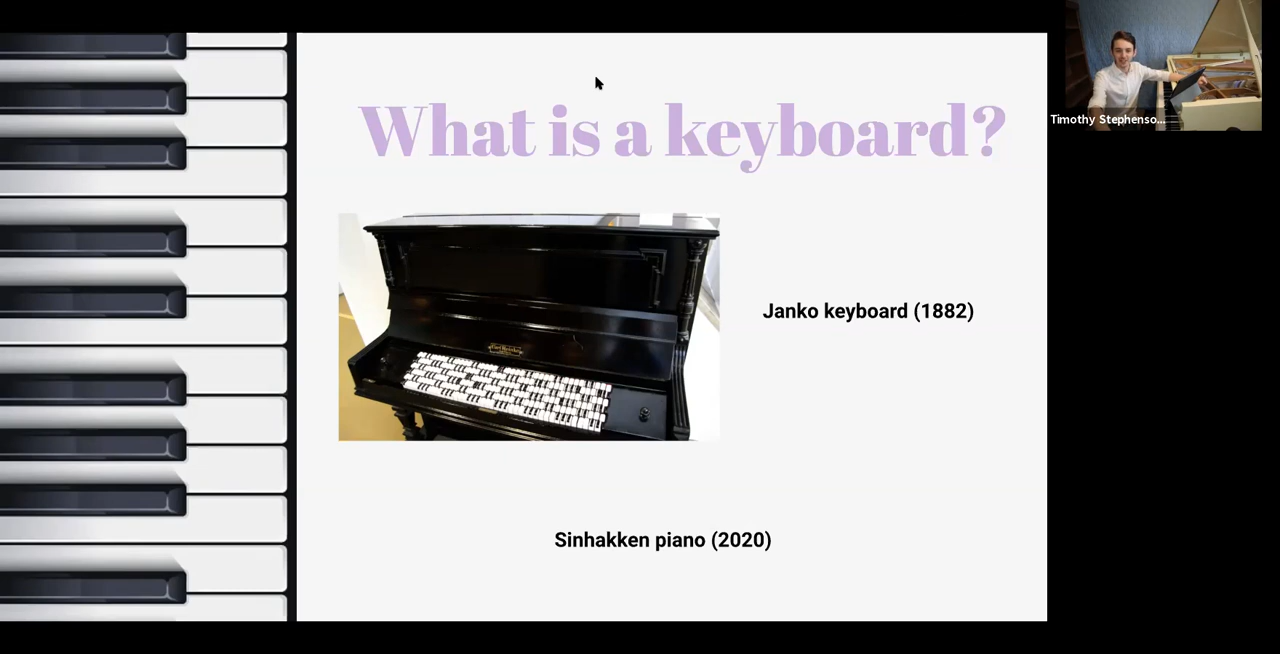 What is a keyboard?
Timothy Stephenso...
Janko keyboard (1882)
Sinhakken piano (2020)